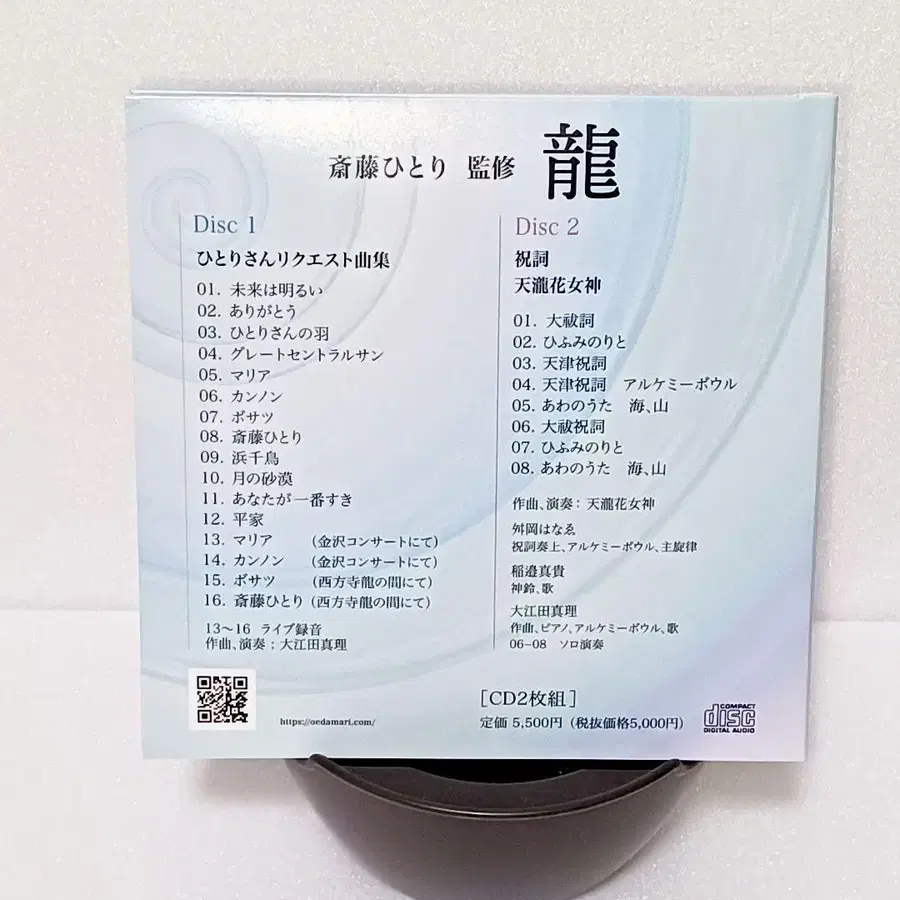 斎藤ひとり 監修 龍
Disc 1
ひとりさんリクエスト曲集
01. 未来は明るい
02. ありがとう
03. ひとりさんの羽
04. グレートセントラルサン
05. マリア
06. カンノン
07. ボサツ
08. 斎藤ひとり
09. 浜千鳥
10. 月の砂漠
11. あなたが一番すき
12. 平家
13. マリア （金沢コンサートにて）
14. カンノン （金沢コンサートにて）
15. ボサツ （西方寺龍の間にて）
16. 斎藤ひとり （西方寺龍の間にて）
13〜16 ライブ録音
作曲、演奏：大江田真理
Disc 2
祝詞
天瀧花女神
01. 大祓詞
02. ひふみのりと
03. 天津祝詞
04. 天津祝詞 アルケミーボウル
05. あわのうた 海、山
06. 大祓祝詞
07. ひふみのりと
08. あわのうた 海、山
作曲、演奏：天瀧花女神
舛岡はなゑ
祝詞奏上、アルケミーボウル、主旋律
稲邉真貴
神鈴、歌
大江田真理
作曲、ピアノ、アルケミーボウル、歌
06-08 ソロ演奏
https://oedamari.com/
［CD2枚組］
定価 5,500円（税抜価格5,000円）
COMPACT
disc
DIGITAL AUDIO